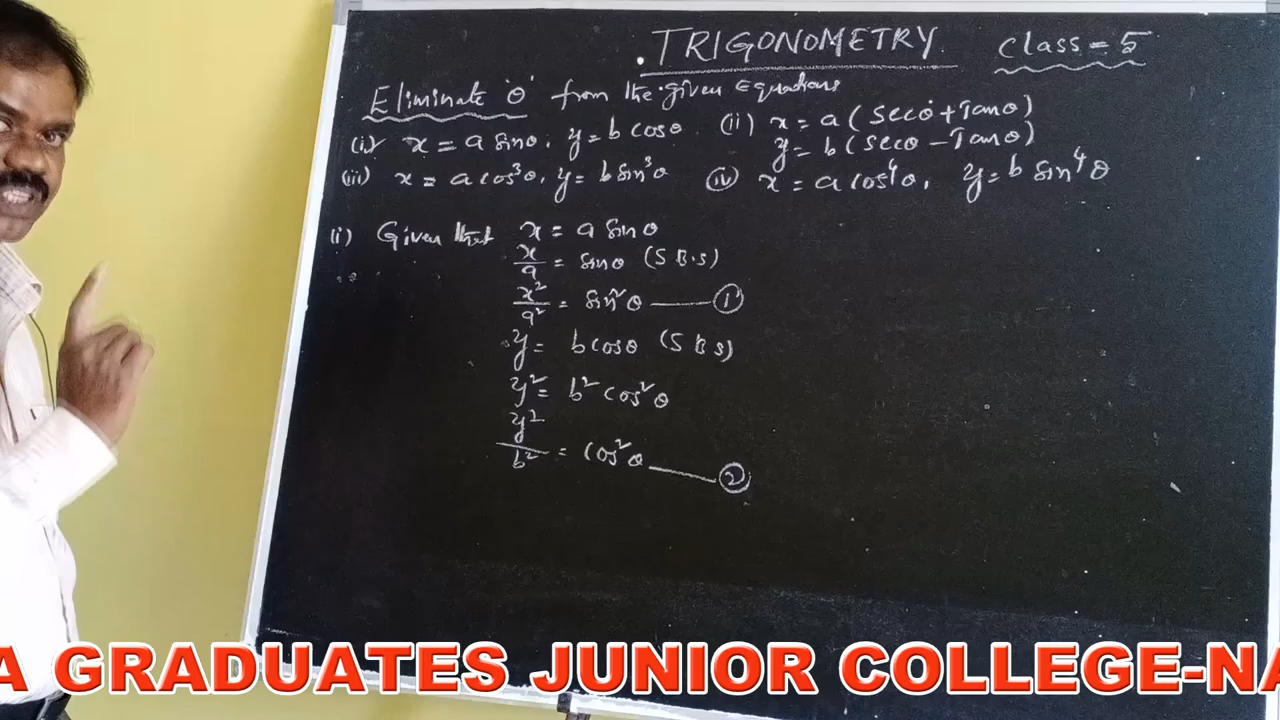 . TRIGONOMETRY class = 5
Eliminate 'θ' from the given Equations
(i) x = a sinθ, y = b cosθ (ii) x = a (secθ + Tanθ)
y = b (secθ - Tanθ)
(iii) x = a cos³θ, y = b sin³θ (iv) x = a cos⁴θ, y = b sin⁴θ
(i) Given that x = a sinθ
x/a = sinθ (S B.S)
x²/a² = sin²θ —— ①
y = b cosθ (S B S)
y² = b² cos²θ
y²/b² = cos²θ —— ②
A GRADUATES JUNIOR COLLEGE-NA